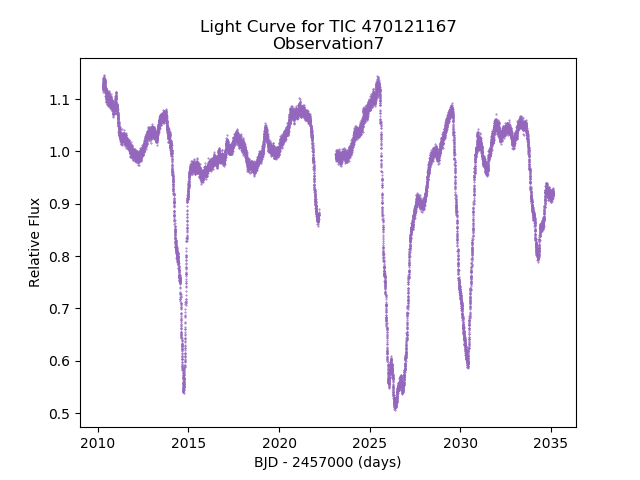 Light Curve for TIC 470121167
Observation7
Relative Flux
1.1
1.0
0.9
0.8
0.7
0.6
0.5
2010 2015 2020 2025 2030 2035
BJD - 2457000 (days)